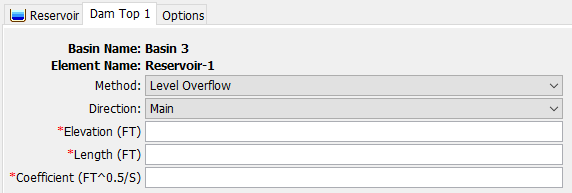 Reservoir Dam Top 1 Options
Basin Name: Basin 3
Element Name: Reservoir-1
Method: Level Overflow
Direction: Main
*Elevation (FT)
*Length (FT)
*Coefficient (FT^0.5/S)